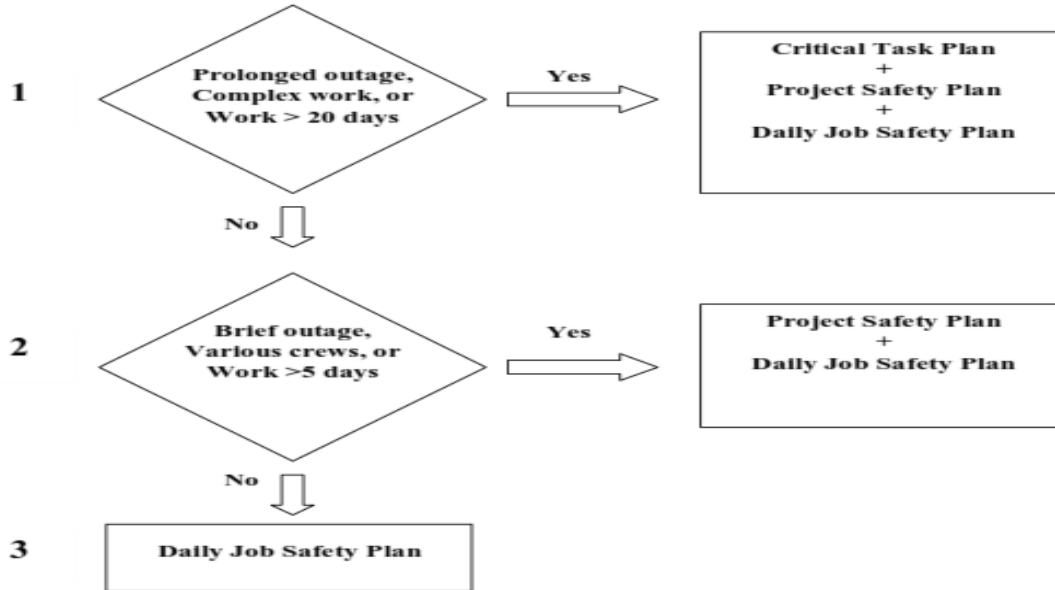 1
Prolonged outage,
Complex work, or
Work > 20 days
Yes
Critical Task Plan
+
Project Safety Plan
+
Daily Job Safety Plan
No
2
Brief outage,
Various crews, or
Work >5 days
Yes
Project Safety Plan
+
Daily Job Safety Plan
No
3
Daily Job Safety Plan